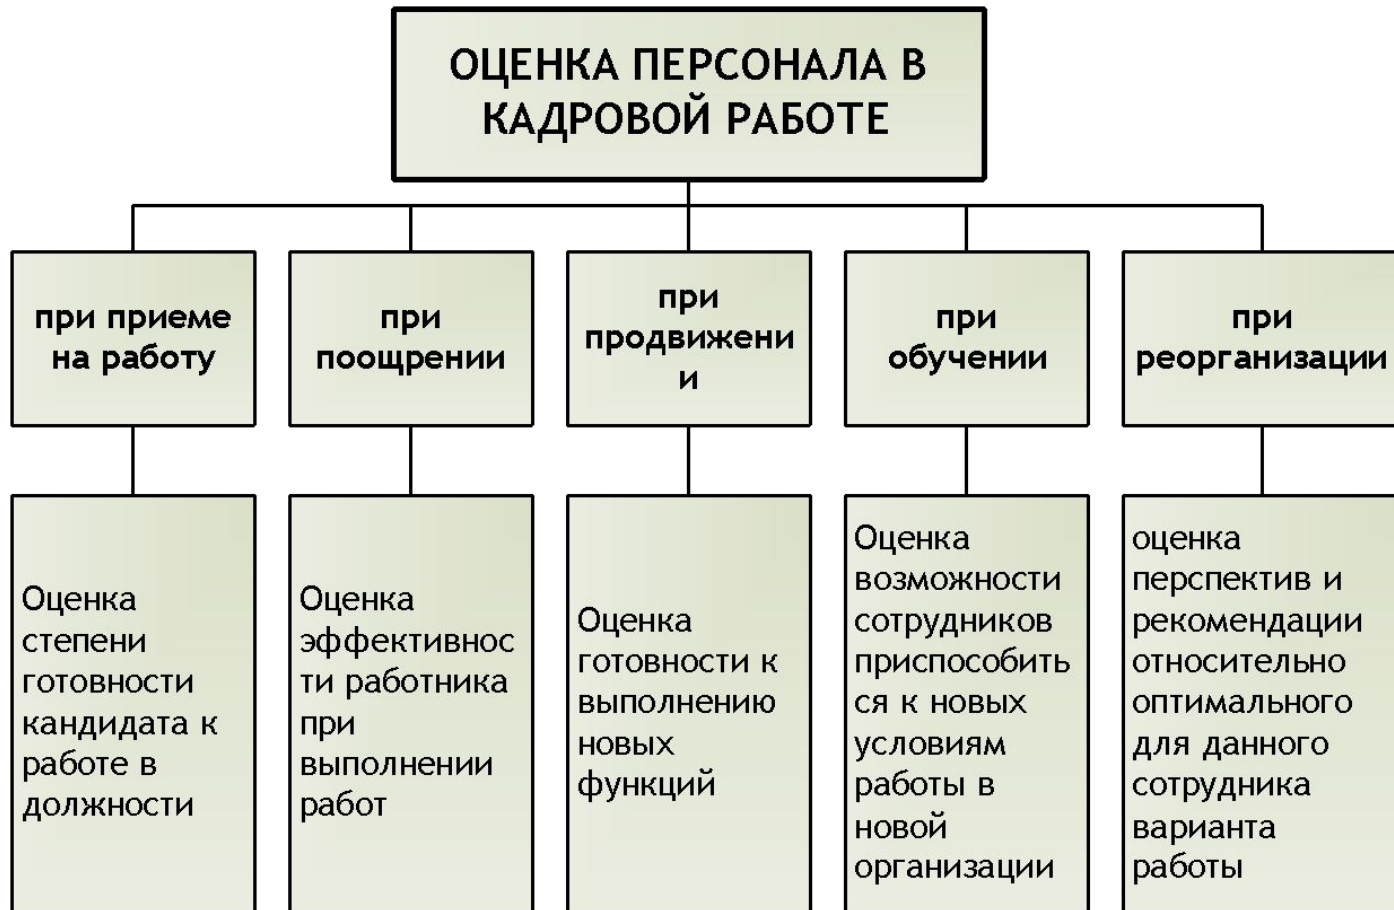 ОЦЕНКА ПЕРСОНАЛА В
КАДРОВОЙ РАБОТЕ
при приеме
на работу
при
поощрении
при
продвижени
и
при
обучении
при
реорганизации
Оценка
степени
готовности
кандидата к
работе в
должности
Оценка
эффективнос
ти работника
при
выполнении
работ
Оценка
готовности к
выполнению
новых
функций
Оценка
возможности
сотрудников
приспособить
ся к новых
условиям
работы в
новой
организации
оценка
перспектив и
рекомендации
относительно
оптимального
для данного
сотрудника
варианта
работы